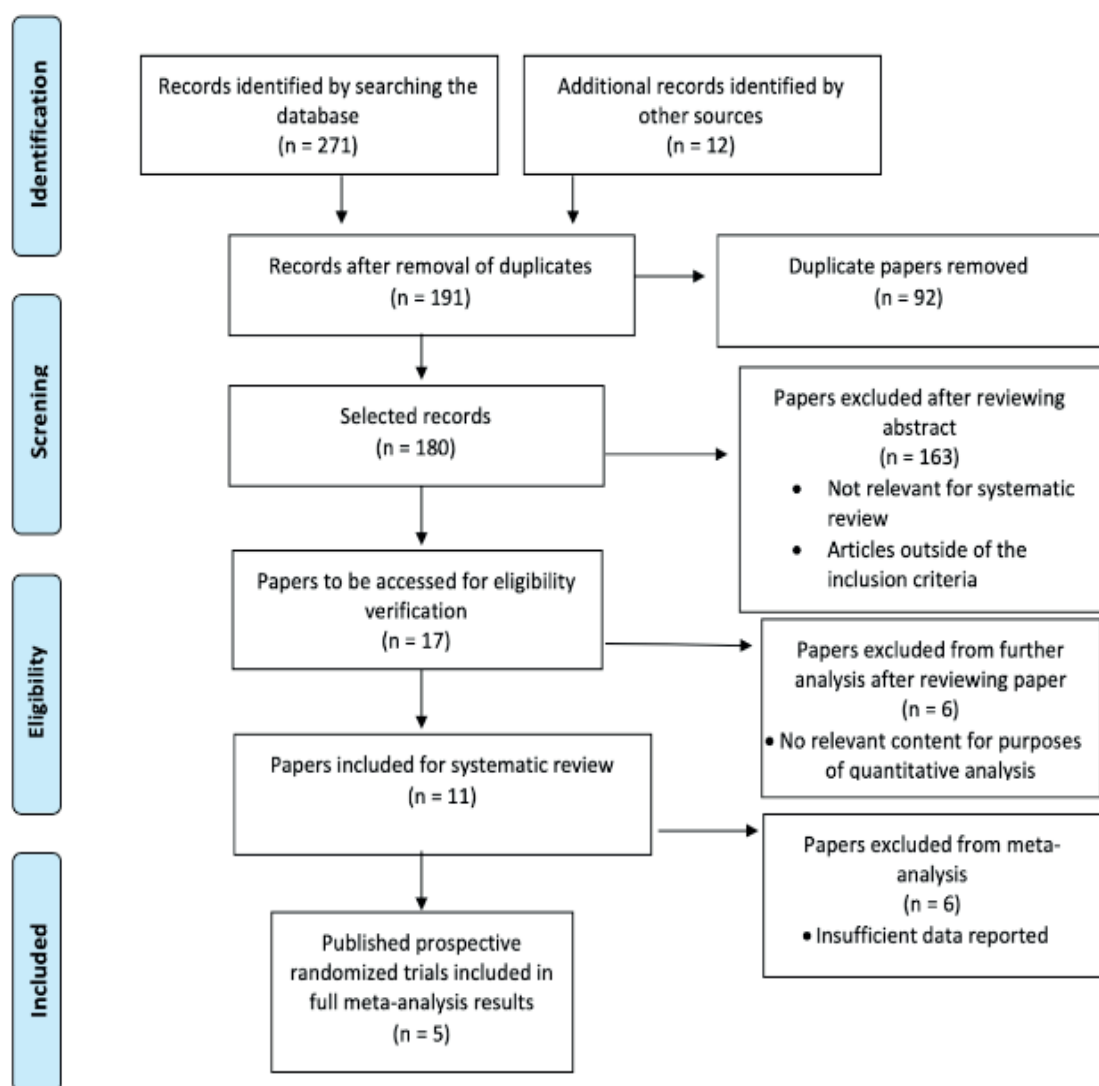 Identification
Records identified by searching the
database
(n = 271)
Additional records identified by
other sources
(n = 12)
Records after removal of duplicates
(n = 191)
Duplicate papers removed
(n = 92)
Screening
Selected records
(n = 180)
Papers excluded after reviewing
abstract
(n = 163)
• Not relevant for systematic
review
• Articles outside of the
inclusion criteria
Eligibility
Papers to be accessed for eligibility
verification
(n = 17)
Papers excluded from further
analysis after reviewing paper
(n = 6)
• No relevant content for purposes
of quantitative analysis
Papers included for systematic review
(n = 11)
Papers excluded from meta-
analysis
(n = 6)
• Insufficient data reported
Included
Published prospective
randomized trials included in
full meta-analysis results
(n = 5)